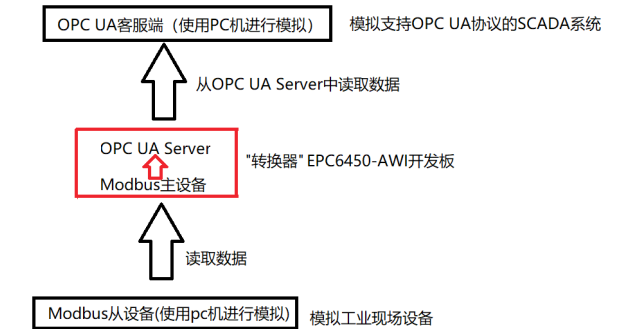 OPC UA客服端（使用PC机进行模拟） 模拟支持OPC UA协议的SCADA系统
从OPC UA Server中读取数据
OPC UA Server
"转换器" EPC6450-AWI开发板
Modbus主设备
读取数据
Modbus从设备(使用pc机进行模拟)
模拟工业现场设备